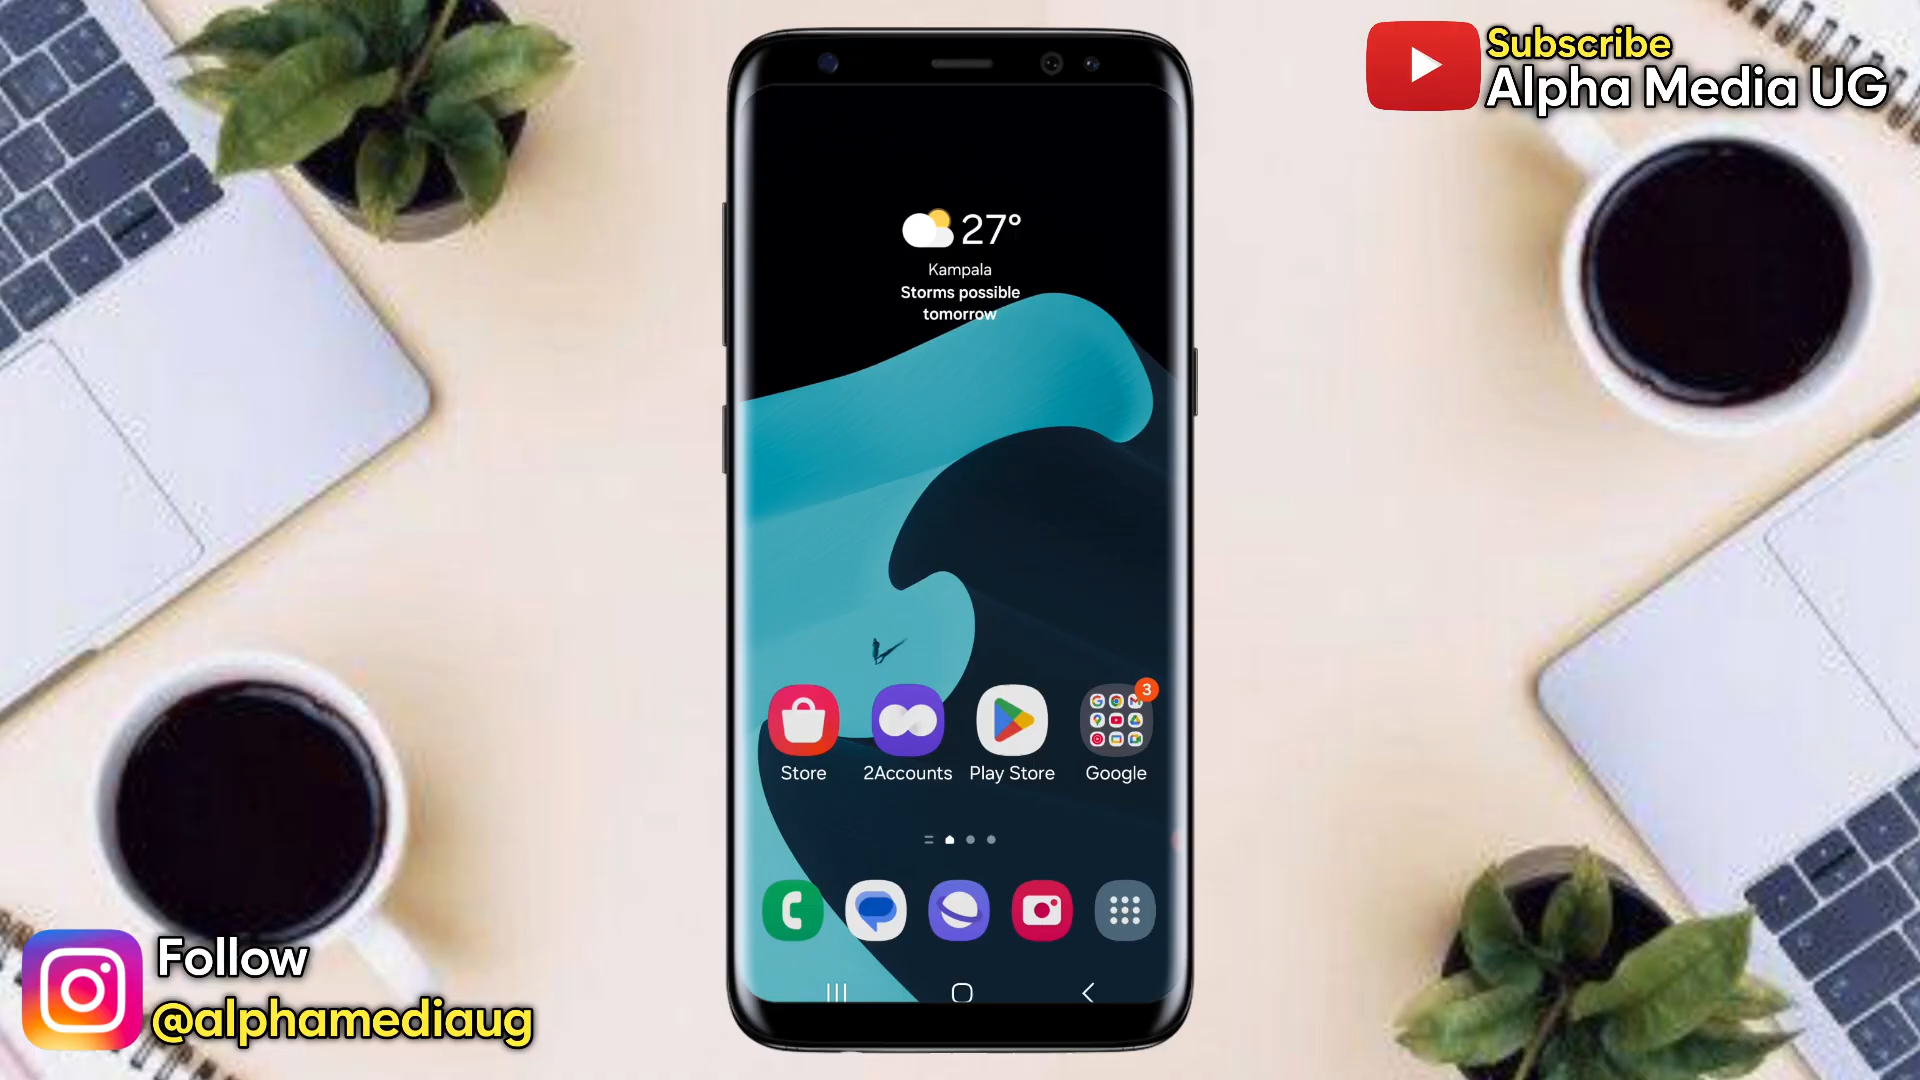 Subscribe
Alpha Media UG
27°
Kampala
Storms possible
tomorrow
3
Store
2Accounts
Play Store
Google
Follow
@alphamediaug